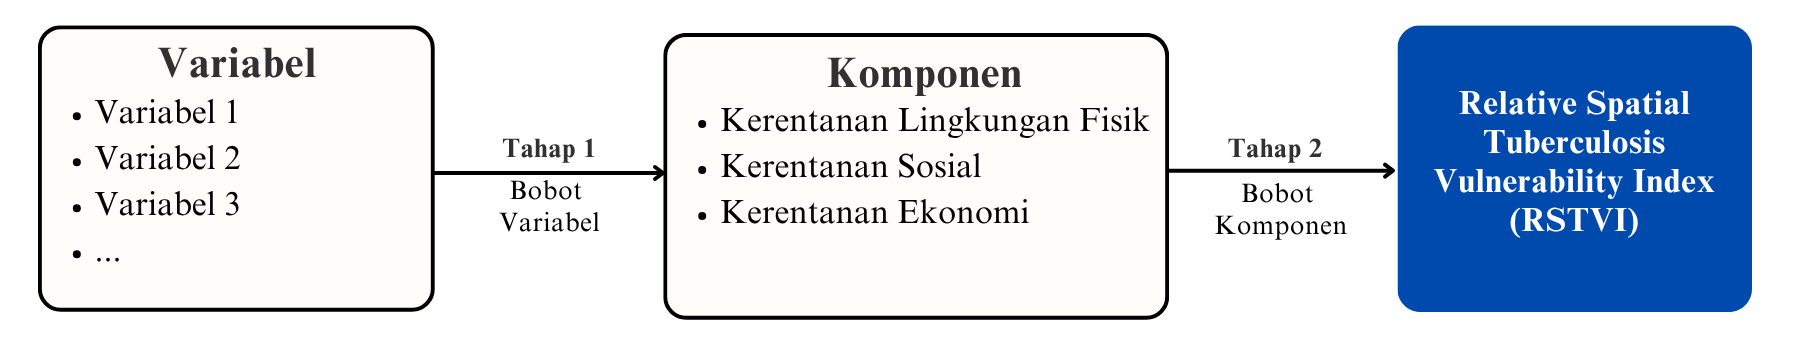 Variabel
• Variabel 1
• Variabel 2
• Variabel 3
• ...
Tahap 1
Bobot
Variabel
Komponen
• Kerentanan Lingkungan Fisik
• Kerentanan Sosial
• Kerentanan Ekonomi
Tahap 2
Bobot
Komponen
Relative Spatial
Tuberculosis
Vulnerability Index
(RSTVI)